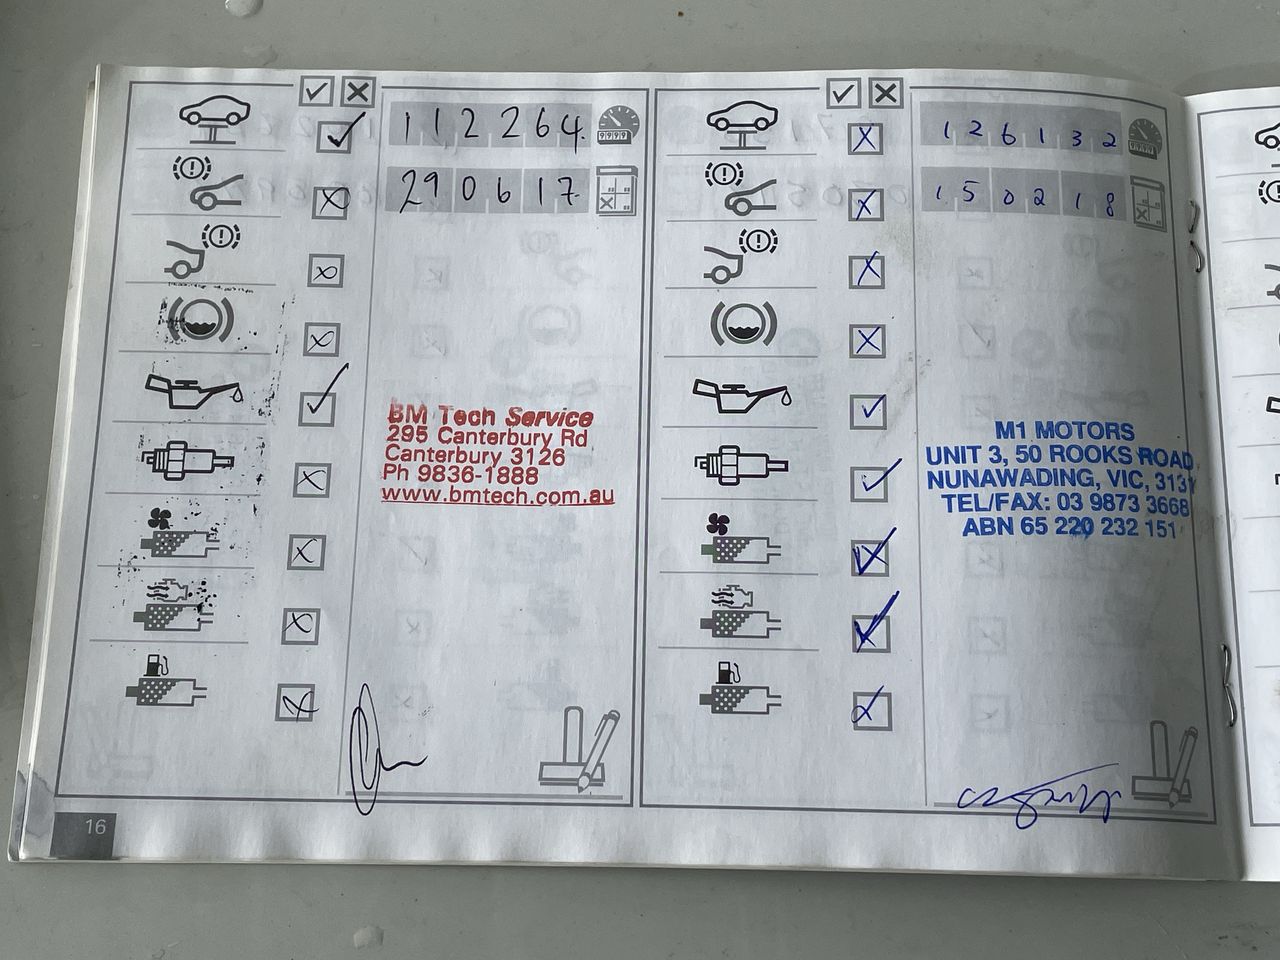 112264
290617
BM Tech Service
295 Canterbury Rd
Canterbury 3126
Ph 9836-1888
www.bmtech.com.au
16
126132
150218
M1 MOTORS
UNIT 3, 50 ROOKS ROAD
NUNAWADING, VIC, 3131
TEL/FAX: 03 9873 3668
ABN 65 220 232 151